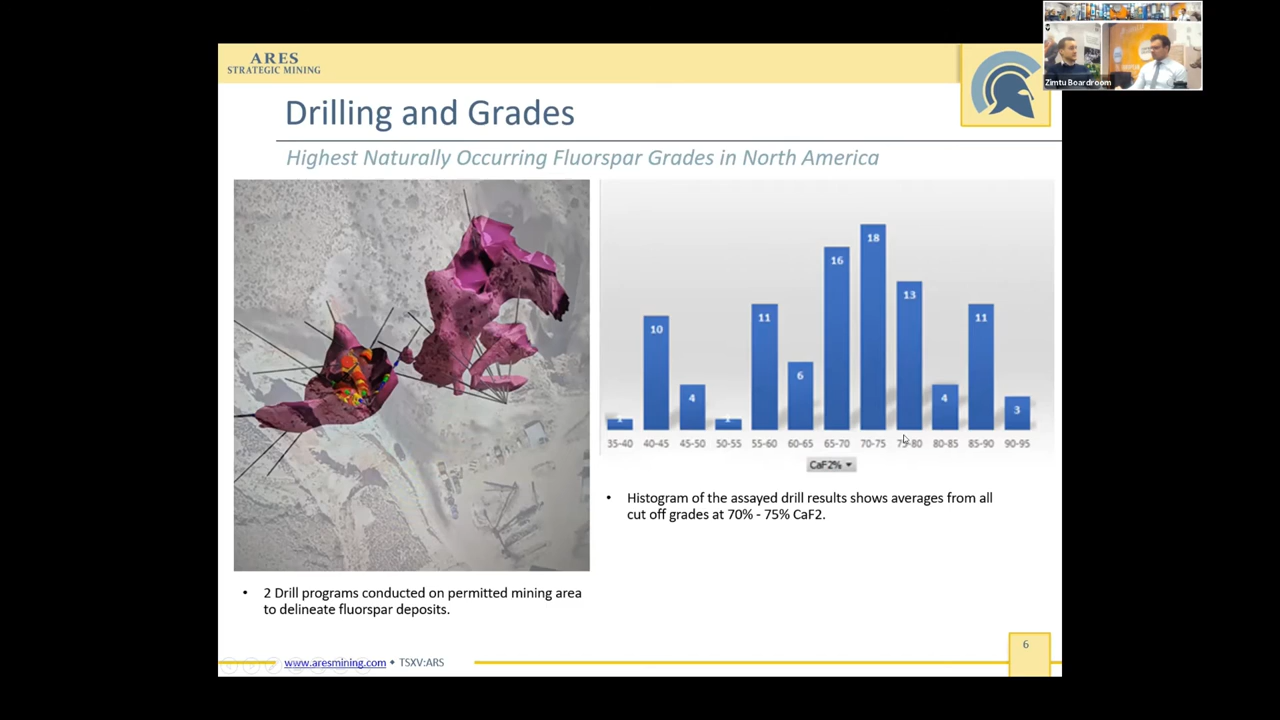 Zimtu Boardroom
ARES
STRATEGIC MINING
Drilling and Grades
Highest Naturally Occurring Fluorspar Grades in North America
1
10
4
1
11
6
16
18
13
4
11
3
35-40
40-45
45-50
50-55
55-60
60-65
65-70
70-75
75-80
80-85
85-90
90-95
CaF2%
• Histogram of the assayed drill results shows averages from all
cut off grades at 70% - 75% CaF2.
• 2 Drill programs conducted on permitted mining area
to delineate fluorspar deposits.
www.aresmining.com • TSXV:ARS
6